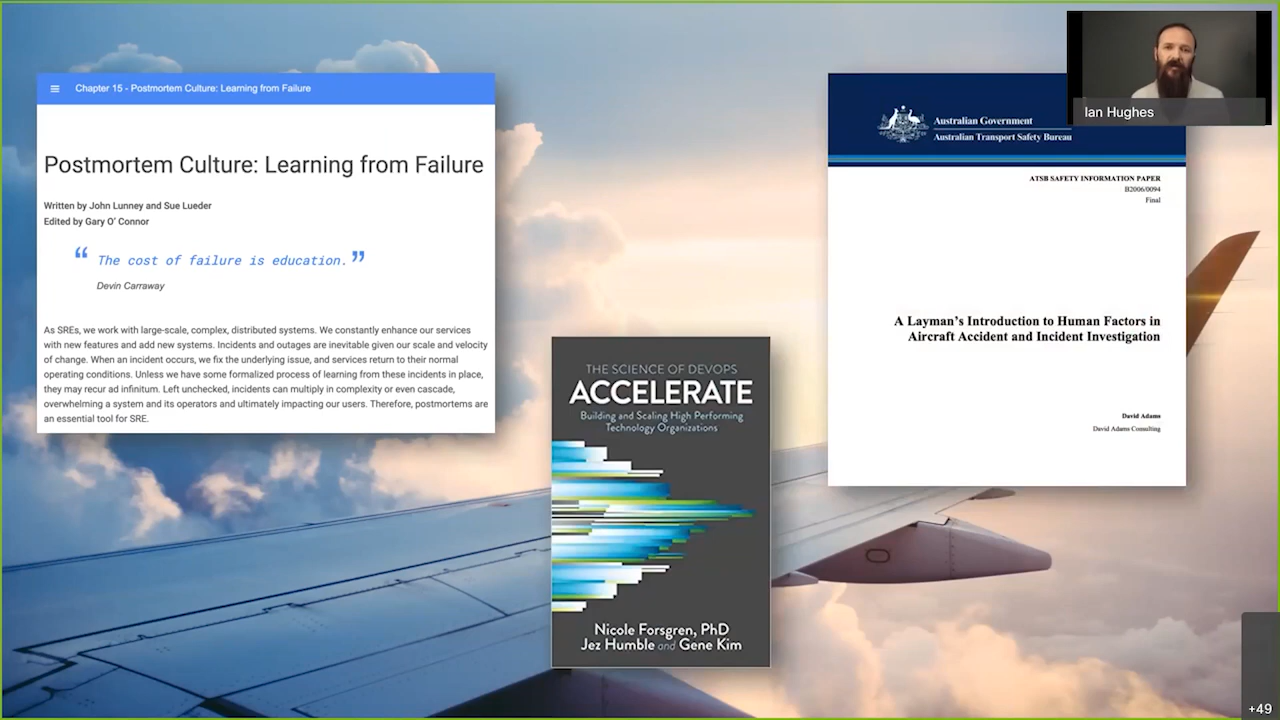 Chapter 15 - Postmortem Culture: Learning from Failure
Postmortem Culture: Learning from Failure
Written by John Lunney and Sue Lueder
Edited by Gary O' Connor
“ The cost of failure is education. ”
Devin Carraway
As SREs, we work with large-scale, complex, distributed systems. We constantly enhance our services
with new features and add new systems. Incidents and outages are inevitable given our scale and velocity
of change. When an incident occurs, we fix the underlying issue, and services return to their normal
operating conditions. Unless we have some formalized process of learning from these incidents in place,
they may recur ad infinitum. Left unchecked, incidents can multiply in complexity or even cascade,
overwhelming a system and its operators and ultimately impacting our users. Therefore, postmortems are
an essential tool for SRE.
THE SCIENCE OF DEVOPS
ACCELERATE
Building and Scaling High Performing
Technology Organizations
Nicole Forsgren, PhD
Jez Humble and Gene Kim
Australian Government
Australian Transport Safety Bureau
ATSB SAFETY INFORMATION PAPER
B2006/0094
Final
A Layman's Introduction to Human Factors in
Aircraft Accident and Incident Investigation
David Adams
David Adams Consulting
Ian Hughes
+49